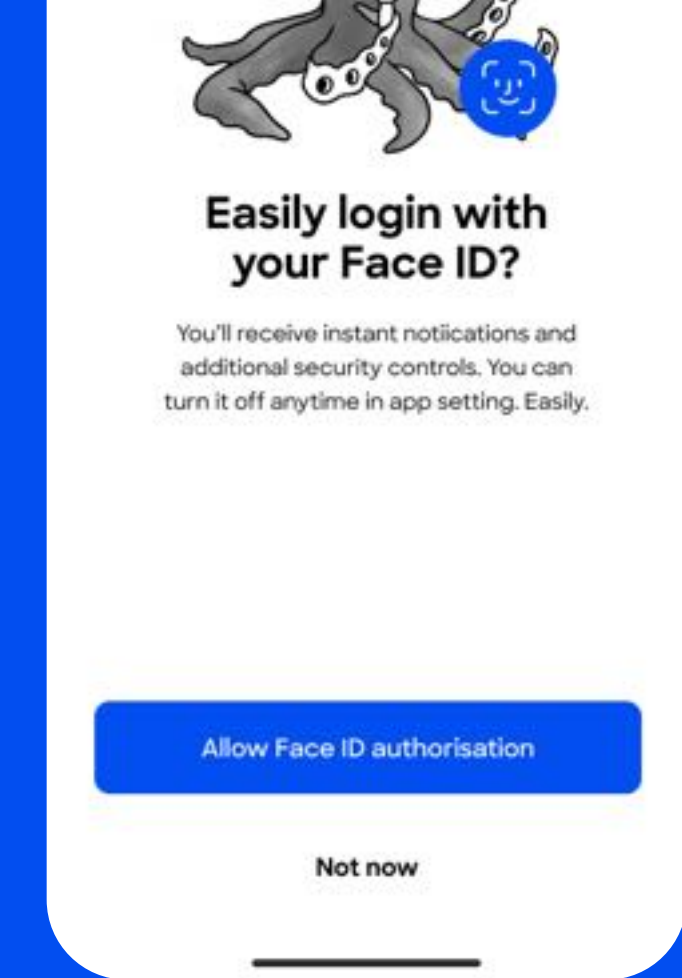 Easily login with
your Face ID?
You'll receive instant notiications and
additional security controls. You can
turn it off anytime in app setting. Easily.
Allow Face ID authorisation
Not now